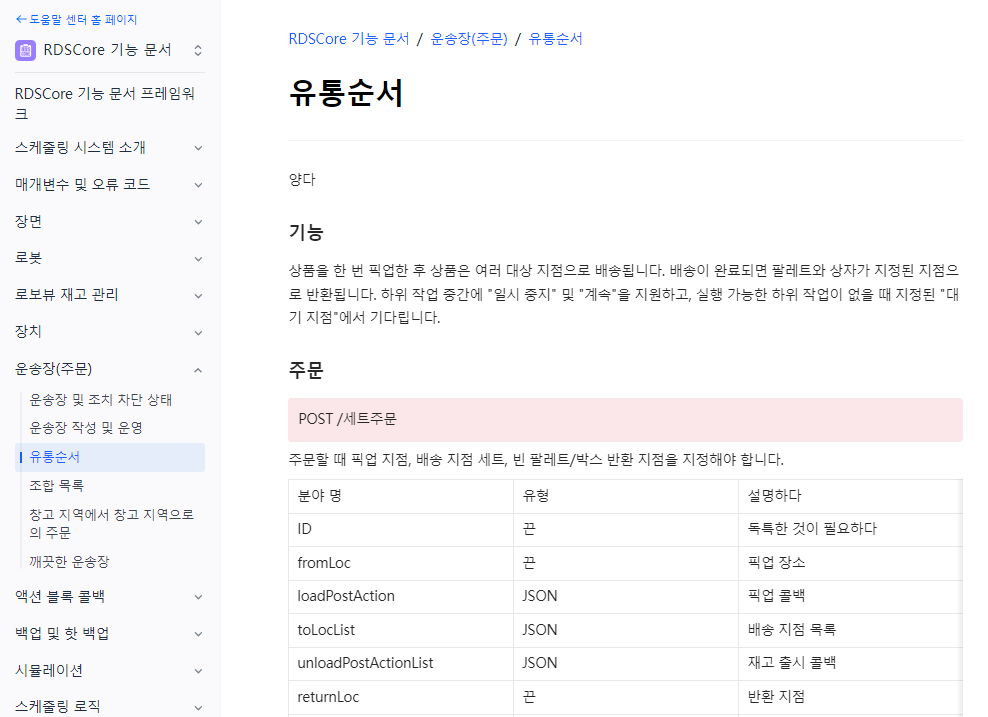 ←도움말 센터 홈 페이지
RDSCore 기능 문서
RDSCore 기능 문서 프레임워
크
스케줄링 시스템 소개
매개변수 및 오류 코드
장면
로봇
로보뷰 재고 관리
장치
운송장(주문)
운송장 및 조치 차단 상태
운송장 작성 및 운영
유통순서
조합 목록
창고 지역에서 창고 지역으로
의 주문
깨끗한 운송장
액션 블록 콜백
백업 및 핫 백업
시뮬레이션
스케줄링 로직
RDSCore 기능 문서 / 운송장(주문) / 유통순서
유통순서
양다
기능
상품을 한 번 픽업한 후 상품은 여러 대상 지점으로 배송됩니다. 배송이 완료되면 팔레트와 상자가 지정된 지점으
로 반환됩니다. 하위 작업 중간에 "일시 중지" 및 "계속"을 지원하고, 실행 가능한 하위 작업이 없을 때 지정된 "대
기 지점"에서 기다립니다.
주문
POST /세트주문
주문할 때 픽업 지점, 배송 지점 세트, 빈 팔레트/박스 반환 지점을 지정해야 합니다.
분야 명 유형 설명하다
ID 끈 독특한 것이 필요하다
fromLoc 끈 픽업 장소
loadPostAction JSON 픽업 콜백
toLocList JSON 배송 지점 목록
unloadPostActionList JSON 재고 출시 콜백
returnLoc 끈 반환 지점